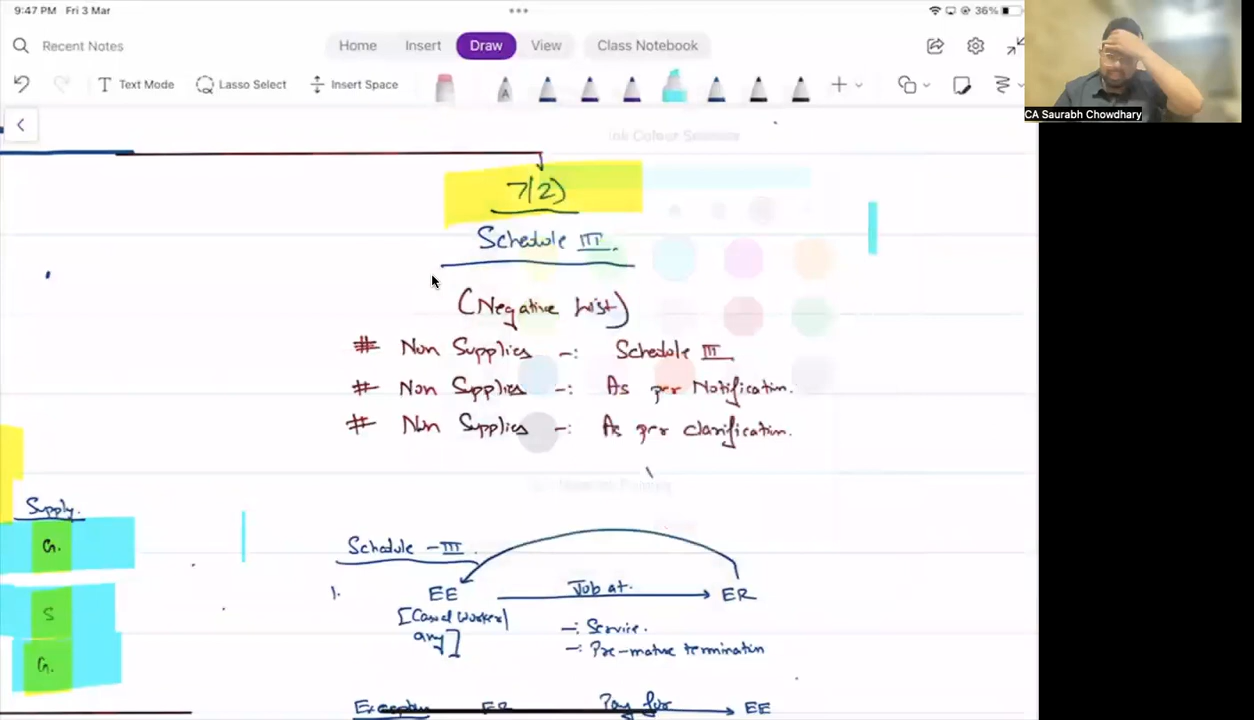 9:47 PM Fri 3 Mar
36%
Recent Notes
Home Insert Draw View Class Notebook
Text Mode
Lasso Select
Insert Space
CA Saurabh Chowdhary
7(2)
Schedule III.
(Negative List)
# Non Supplies -: Schedule III
# Non Supplies -: As per Notification.
# Non Supplies -: As per clarification.
Supply.
G.
S
G.
Schedule - III
1. EE Job at. ER
[Casual Worker/
any]
-: Service.
-: Pre-mature termination
Exception ER Pay for EE